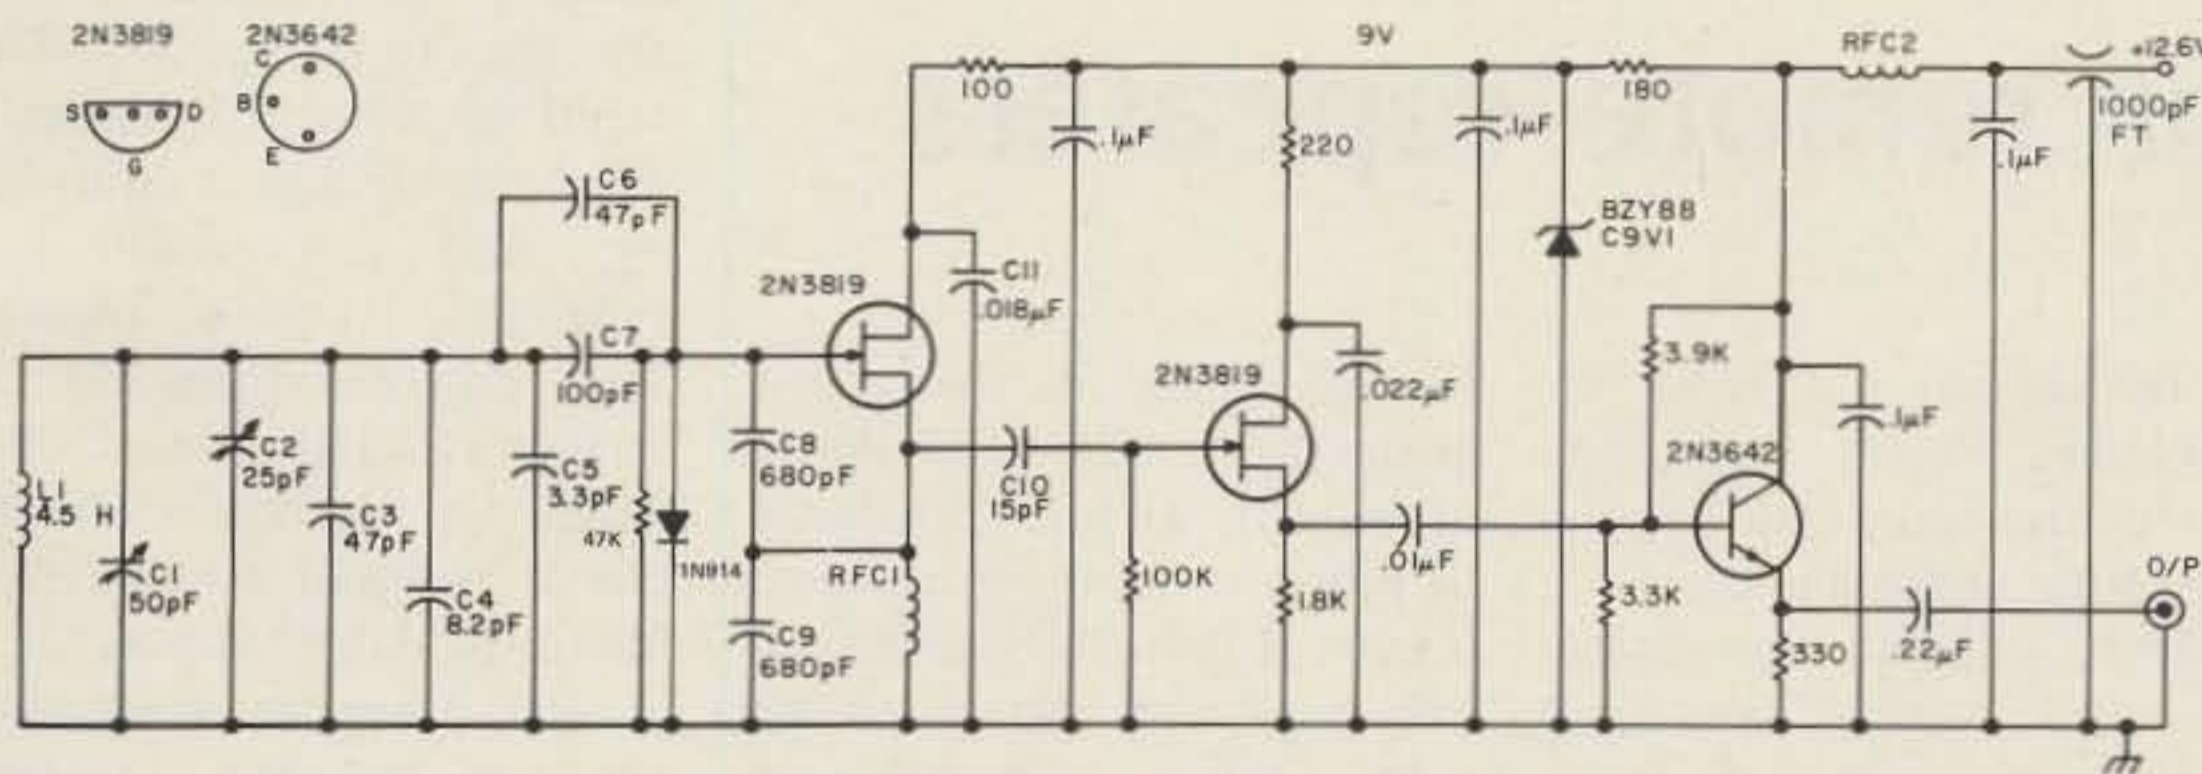 2N3819
S
D
G
2N3642
C
B
E
9V
RFC2
+12.6V
100
.1µF
220
.1µF
180
.1µF
1000pF
FT
C6
47pF
BZY88
C9V1
2N3819
C11
.018µF
C7
100pF
2N3819
.022µF
3.9K
.1µF
2N3642
L1
4.5 H
C1
50pF
C2
25pF
C3
47pF
C4
8.2pF
C5
3.3pF
47K
1N914
C8
680pF
C9
680pF
RFC1
C10
15pF
100K
1.8K
.01µF
3.3K
330
.22µF
O/P